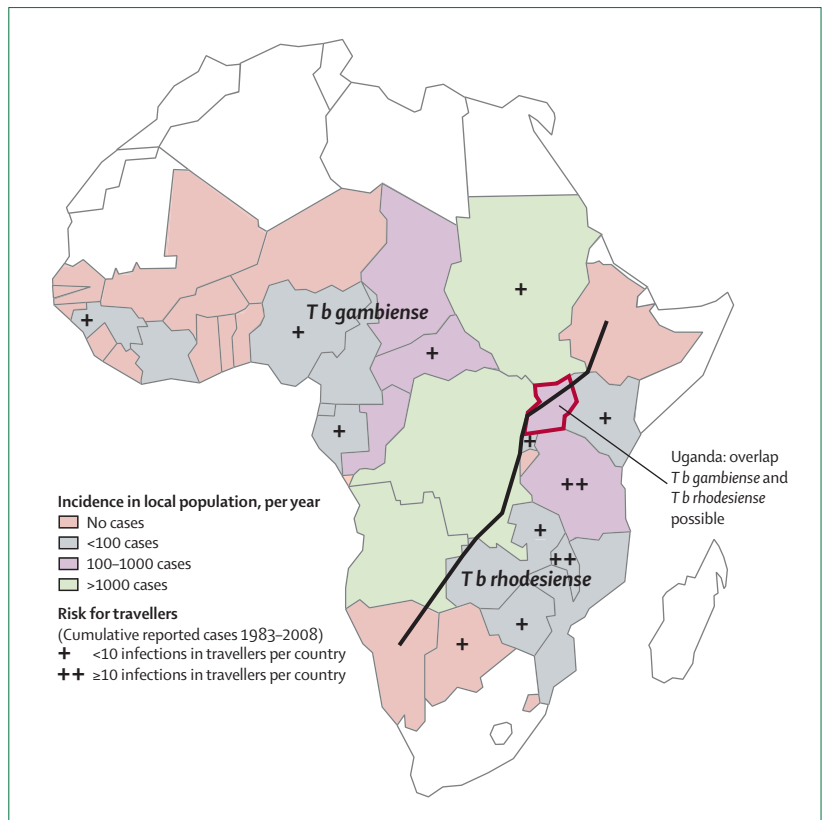 T b gambiense
T b rhodesiense
Uganda: overlap
T b gambiense and
T b rhodesiense
possible
Incidence in local population, per year
No cases
<100 cases
100–1000 cases
>1000 cases
Risk for travellers
(Cumulative reported cases 1983–2008)
+ <10 infections in travellers per country
++ ≥10 infections in travellers per country
+
+
+
+
+
+
+
++
+
++
+
+